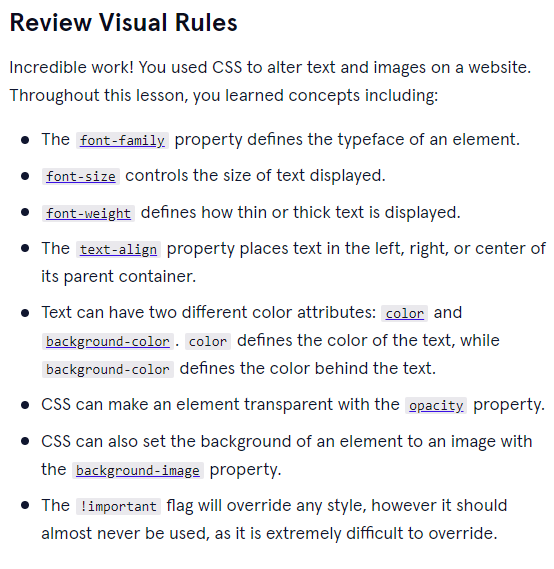 Review Visual Rules
Incredible work! You used CSS to alter text and images on a website.
Throughout this lesson, you learned concepts including:
• The font-family property defines the typeface of an element.
• font-size controls the size of text displayed.
• font-weight defines how thin or thick text is displayed.
• The text-align property places text in the left, right, or center of
its parent container.
• Text can have two different color attributes: color and
background-color. color defines the color of the text, while
background-color defines the color behind the text.
• CSS can make an element transparent with the opacity property.
• CSS can also set the background of an element to an image with
the background-image property.
• The !important flag will override any style, however it should
almost never be used, as it is extremely difficult to override.